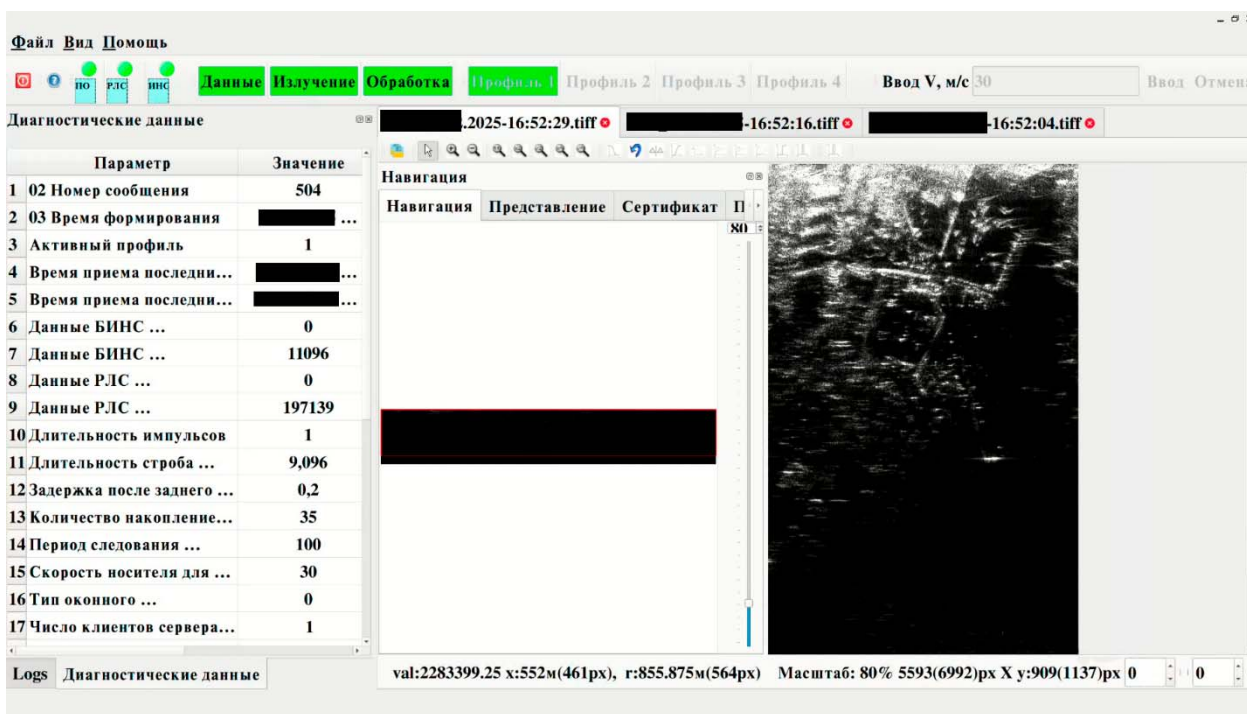 Файл Вид Помощь
ПО РЛС ИНС Данные Излучение Обработка Профиль 1 Профиль 2 Профиль 3 Профиль 4 Ввод V, м/с 30 Ввод Отмен
Диагностические данные
.2025-16:52:29.tiff -16:52:16.tiff -16:52:04.tiff
Параметр Значение
1 02 Номер сообщения 504
2 03 Время формирования ...
3 Активный профиль 1
4 Время приема последни... ...
5 Время приема последни... ...
6 Данные БИНС ... 0
7 Данные БИНС ... 11096
8 Данные РЛС ... 0
9 Данные РЛС ... 197139
10 Длительность импульсов 1
11 Длительность строба ... 9,096
12 Задержка после заднего ... 0,2
13 Количество накопление... 35
14 Период следования ... 100
15 Скорость носителя для ... 30
16 Тип оконного ... 0
17 Число клиентов сервера... 1
Logs Диагностические данные
Навигация
Навигация Представление Сертификат П
80
val:2283399.25 x:552м(461px), r:855.875м(564px) Масштаб: 80% 5593(6992)px X y:909(1137)px 0 0